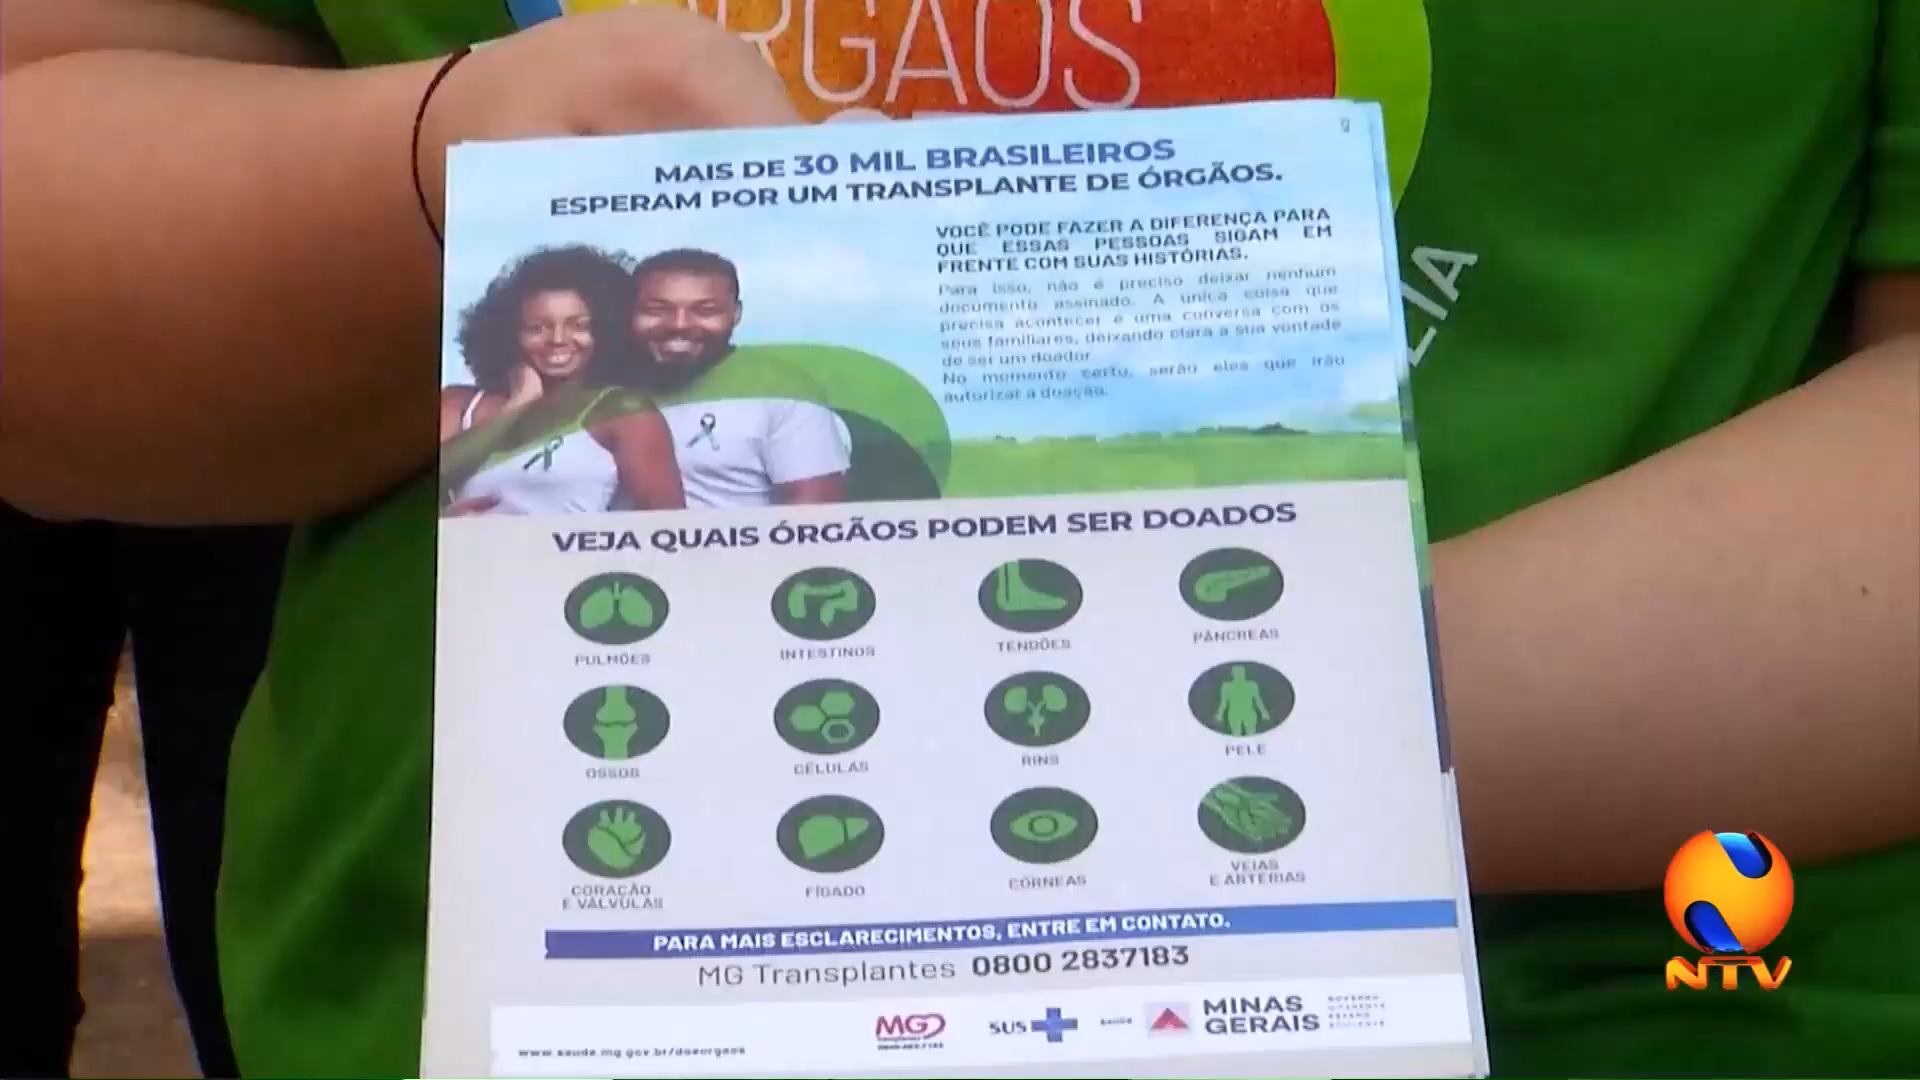 ÓRGÃOS
LIA
MAIS DE 30 MIL BRASILEIROS
ESPERAM POR UM TRANSPLANTE DE ÓRGÃOS.
VOCÊ PODE FAZER A DIFERENÇA PARA
QUE ESSAS PESSOAS SIGAM EM
FRENTE COM SUAS HISTÓRIAS.
Para isso, não é preciso deixar nenhum
documento assinado. A única coisa que
precisa acontecer é uma conversa com os
seus familiares, deixando clara a sua vontade
de ser um doador.
No momento certo, serão eles que irão
autorizar a doação.
VEJA QUAIS ÓRGÃOS PODEM SER DOADOS
PULMÕES
INTESTINOS
TENDÕES
PÂNCREAS
OSSOS
CÉLULAS
RINS
PELE
CORAÇÃO
E VÁLVULAS
FÍGADO
CÓRNEAS
VEIAS
E ARTÉRIAS
PARA MAIS ESCLARECIMENTOS, ENTRE EM CONTATO.
MG Transplantes 0800 2837183
www.saude.mg.gov.br/doeorgaos
MG
Transplantes
SUS
SAÚDE
MINAS
GERAIS
NTV